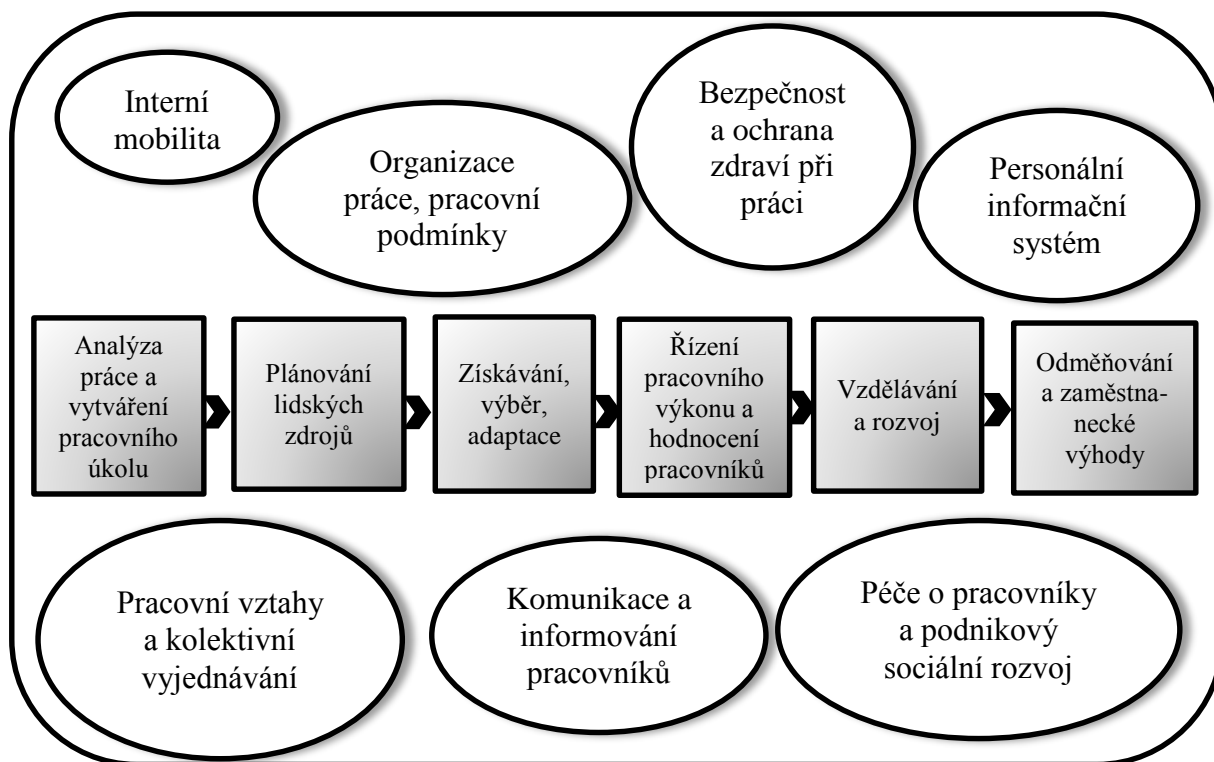 Interní
mobilita
Organizace
práce, pracovní
podmínky
Bezpečnost
a ochrana
zdraví při
práci
Personální
informační
systém
Analýza
práce a
vytváření
pracovního
úkolu
Plánování
lidských
zdrojů
Získávání,
výběr,
adaptace
Řízení
pracovního
výkonu a
hodnocení
pracovníků
Vzdělávání
a rozvoj
Odměňování
a zaměstna-
necké
výhody
Pracovní vztahy
a kolektivní
vyjednávání
Komunikace a
informování
pracovníků
Péče o pracovníky
a podnikový
sociální rozvoj